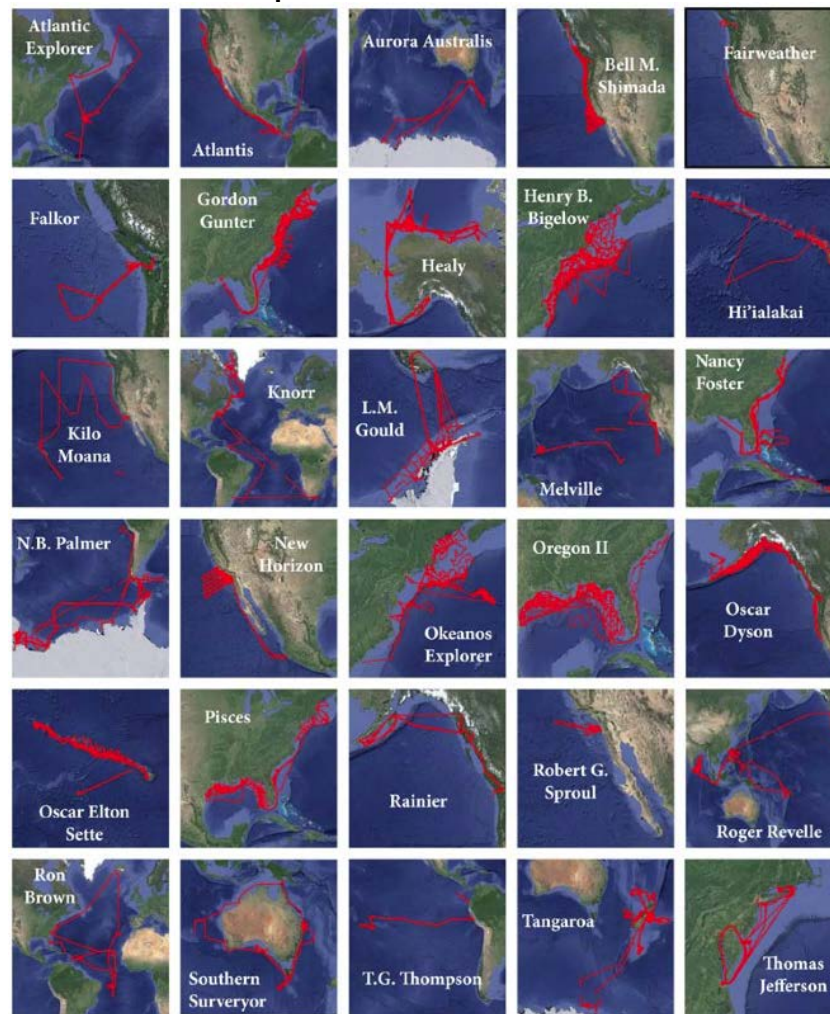 Atlantic
Explorer
Atlantis
Aurora Australis
Bell M.
Shimada
Fairweather
Falkor
Gordon
Gunter
Healy
Henry B.
Bigelow
Hi'ialakai
Kilo
Moana
Knorr
L.M.
Gould
Melville
Nancy
Foster
N.B. Palmer
New
Horizon
Okeanos
Explorer
Oregon II
Oscar
Dyson
Oscar Elton
Sette
Pisces
Rainier
Robert G.
Sproul
Roger Revelle
Ron
Brown
Southern
Surveryor
T.G. Thompson
Tangaroa
Thomas
Jefferson